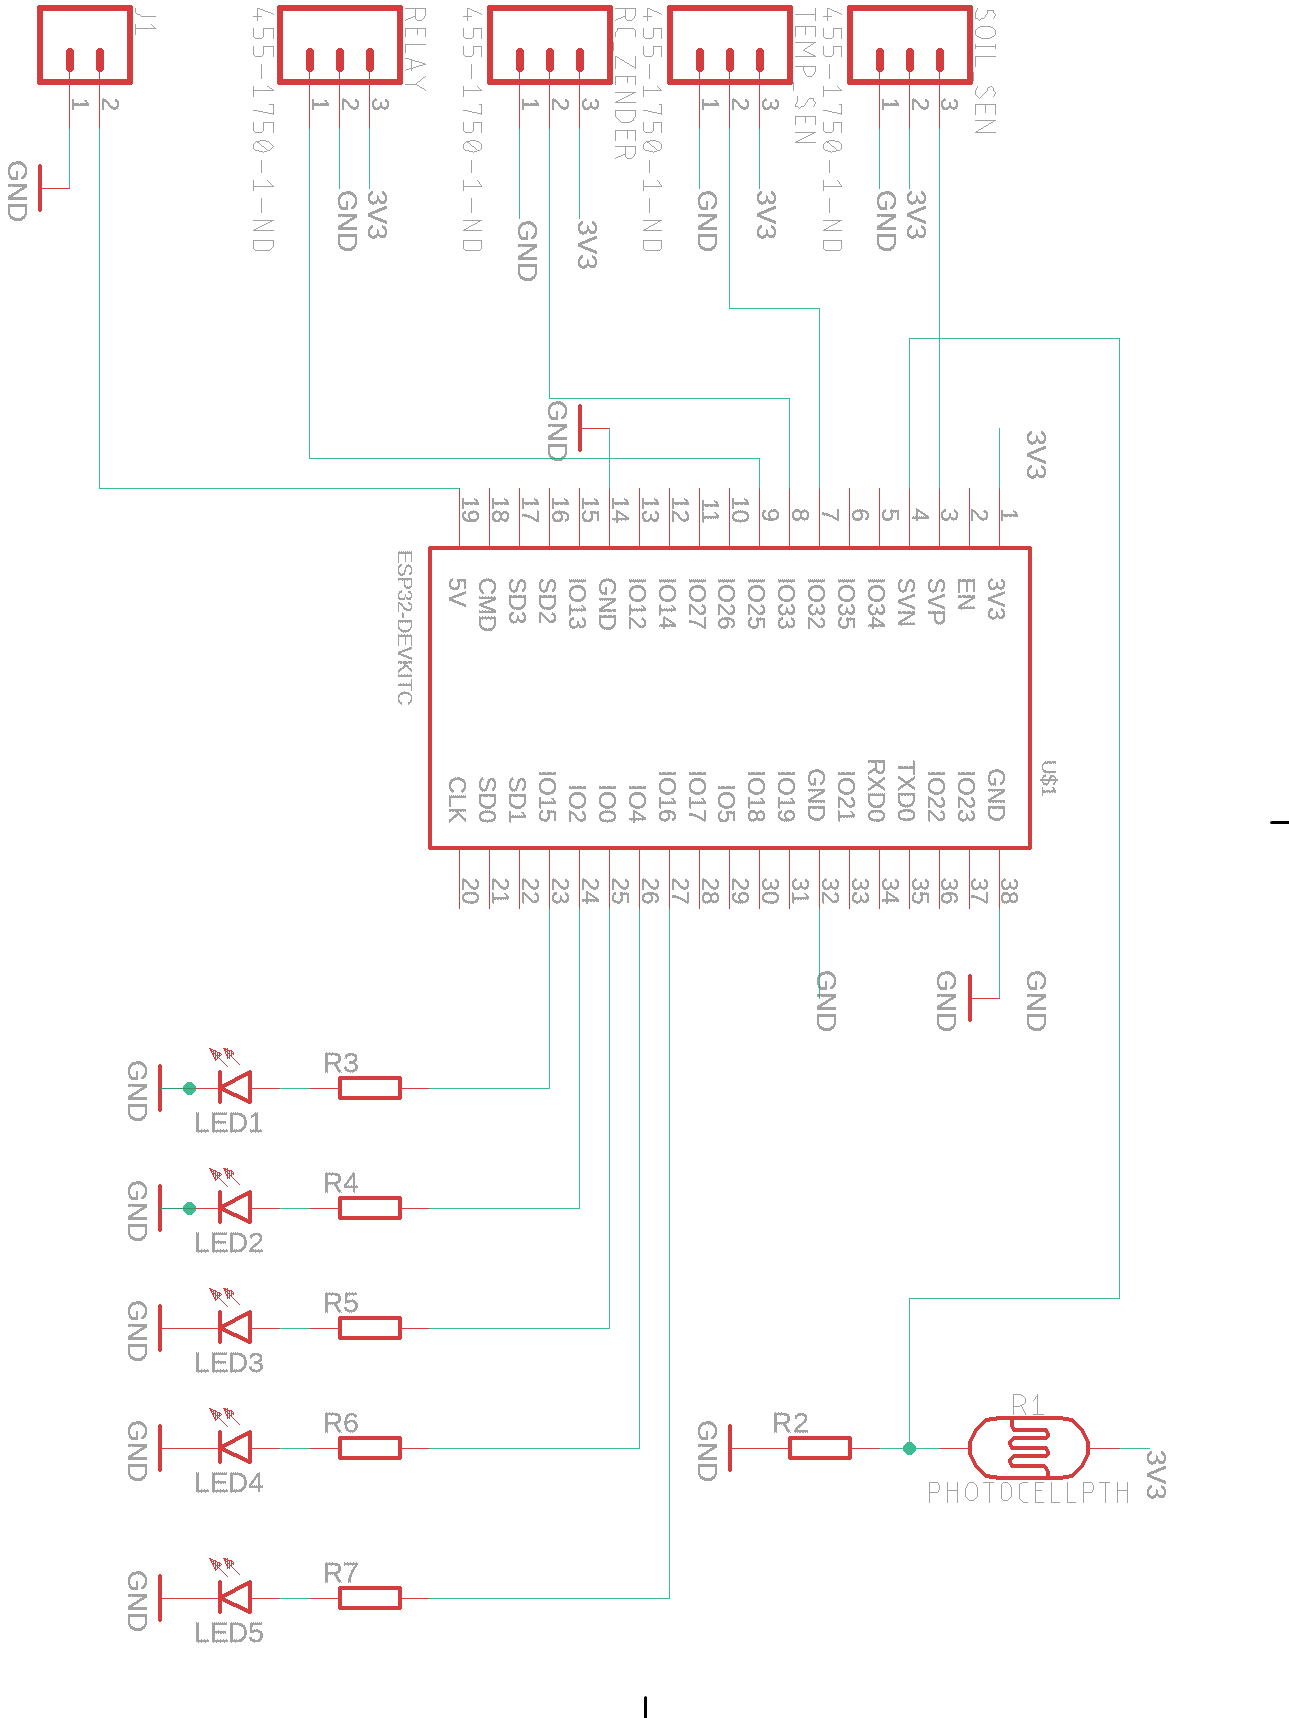 J1
1
2
GND
RELAY
455-1750-1-ND
1
2
3
GND
3V3
RC ZENDER
455-1750-1-ND
1
2
3
GND
3V3
TEMP_SEN
455-1750-1-ND
1
2
3
GND
3V3
SOIL_SEN
455-1750-1-ND
1
2
3
GND
3V3
GND
3V3
19
18
17
16
15
14
13
12
11
10
9
8
7
6
5
4
3
2
1
ESP32-DEVKITC
5V
CMD
SD3
SD2
IO13
GND
IO12
IO14
IO27
IO26
IO25
IO33
IO32
IO35
IO34
SVN
SVP
EN
3V3
U$1
CLK
SD0
SD1
IO15
IO2
IO0
IO4
IO16
IO17
IO5
IO18
IO19
GND
IO21
RXD0
TXD0
IO22
IO23
GND
20
21
22
23
24
25
26
27
28
29
30
31
32
33
34
35
36
37
38
GND
GND
GND
GND
R3
LED1
GND
R4
LED2
GND
R5
LED3
GND
R6
LED4
GND
R7
LED5
GND
R2
R1
PHOTOCELLPTH
3V3